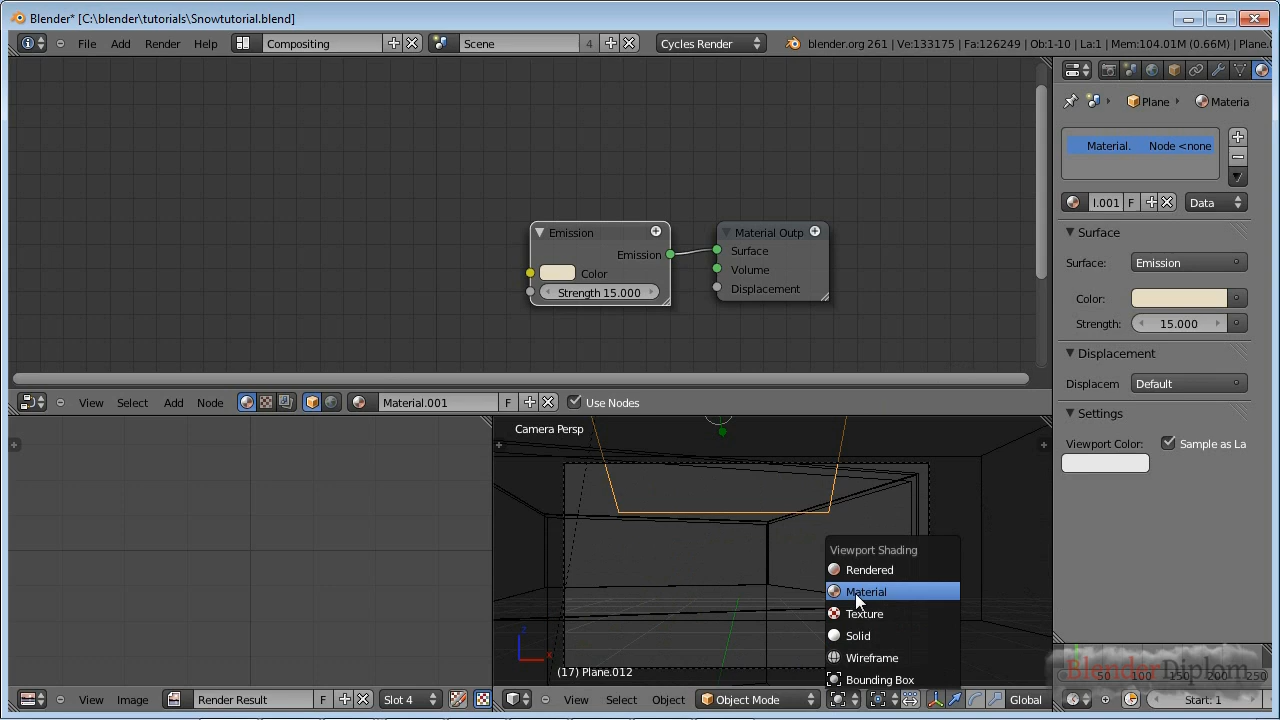 Blender* [C:\blender\tutorials\Snowtutorial.blend]
File Add Render Help Compositing Scene 4 Cycles Render blender.org 261 | Ve:133175 | Fa:126249 | Ob:1-10 | La:1 | Mem:104.01M (0.66M) | Plane.0
Plane Materia
Material. Node <none
I.001 F Data
Surface
Surface: Emission
Color:
Strength: 15.000
Displacement
Displacem Default
Settings
Viewport Color: Sample as La
Emission
Emission
Color
Strength 15.000
Material Outp
Surface
Volume
Displacement
View Select Add Node Material.001 F Use Nodes
Camera Persp
Viewport Shading
Rendered
Material
Texture
Solid
Wireframe
Bounding Box
z
x
(17) Plane.012
BlenderDiplom
50 100 150 200 250
View Image Render Result F Slot 4
View Select Object Object Mode Global
Start: 1